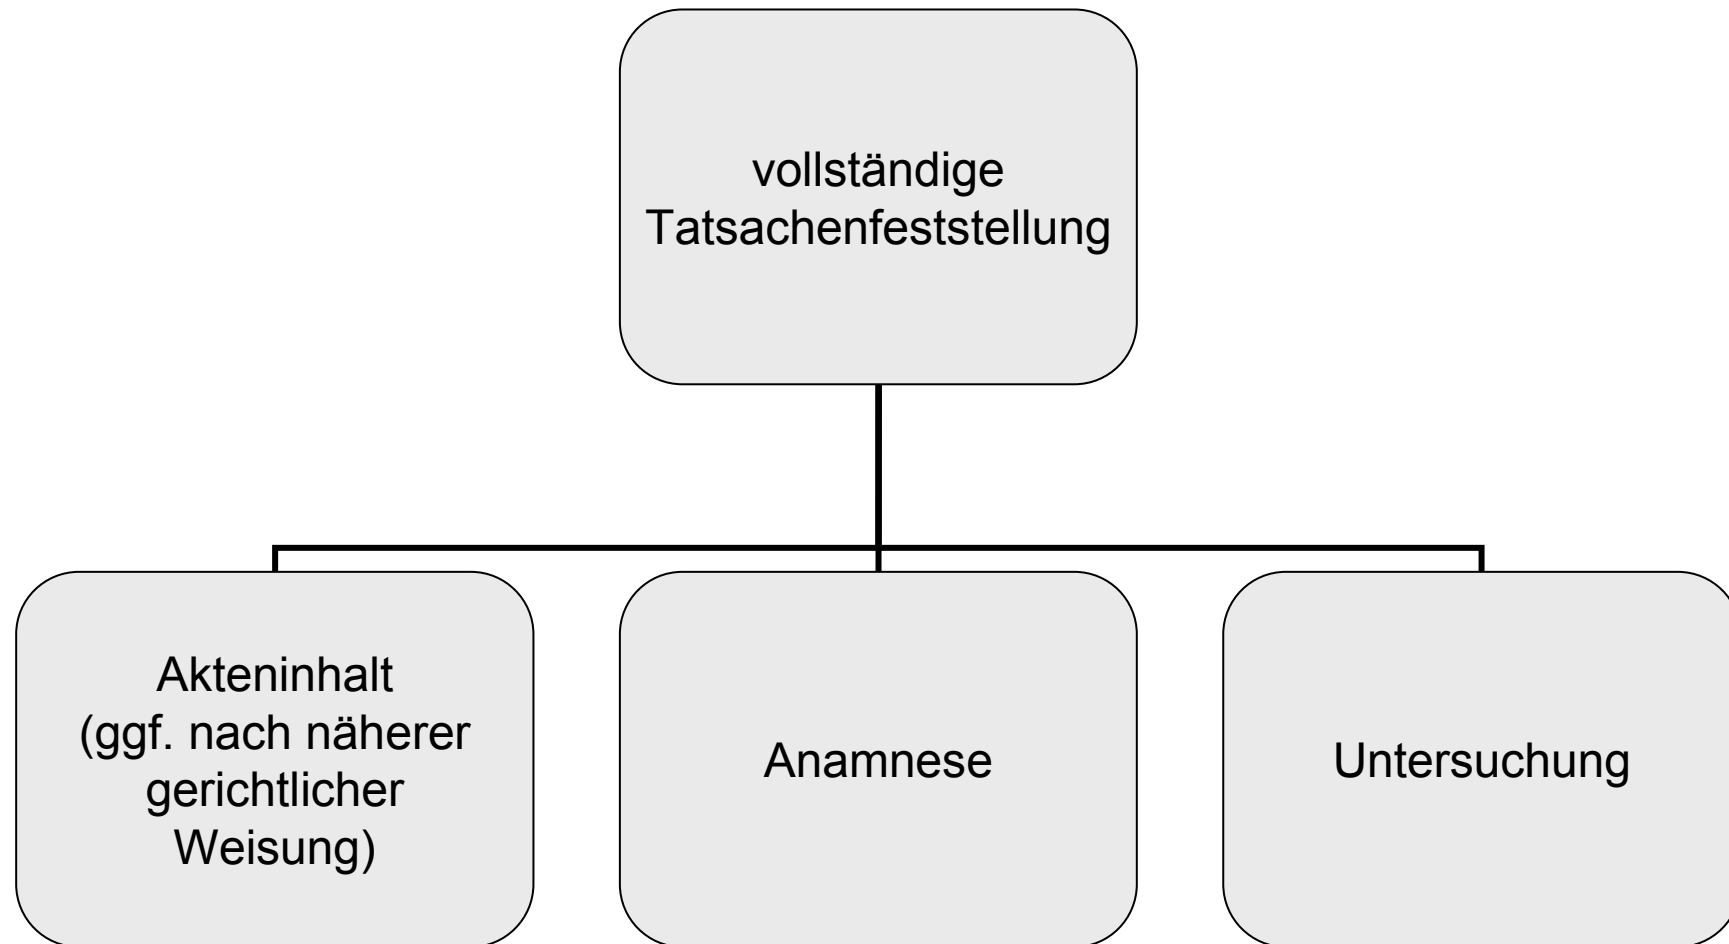 vollständige
Tatsachenfeststellung
Akteninhalt
(ggf. nach näherer
gerichtlicher
Weisung)
Anamnese
Untersuchung